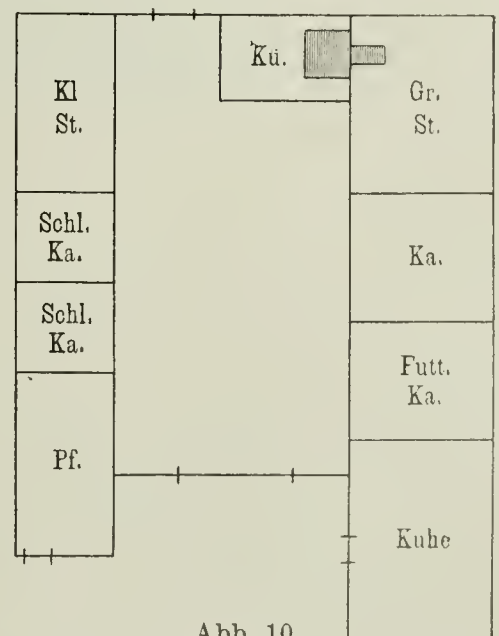 Kl
St.
Schl.
Ka.
Schl.
Ka.
Pf.
Kü.
Gr.
St.
Ka.
Futt.
Ka.
Kuhe
Abb. 10.